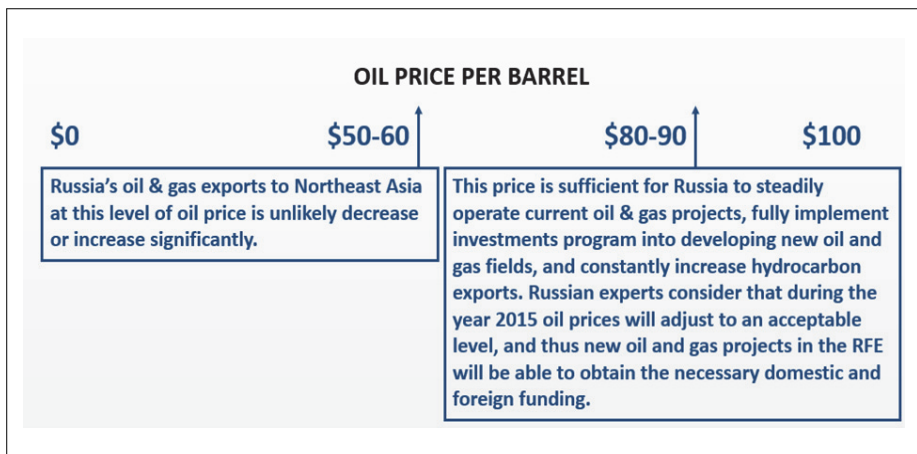 OIL PRICE PER BARREL
$0 $50-60 $80-90 $100
Russia's oil & gas exports to Northeast Asia
at this level of oil price is unlikely decrease
or increase significantly.
This price is sufficient for Russia to steadily
operate current oil & gas projects, fully implement
investments program into developing new oil and
gas fields, and constantly increase hydrocarbon
exports. Russian experts consider that during the
year 2015 oil prices will adjust to an acceptable
level, and thus new oil and gas projects in the RFE
will be able to obtain the necessary domestic and
foreign funding.